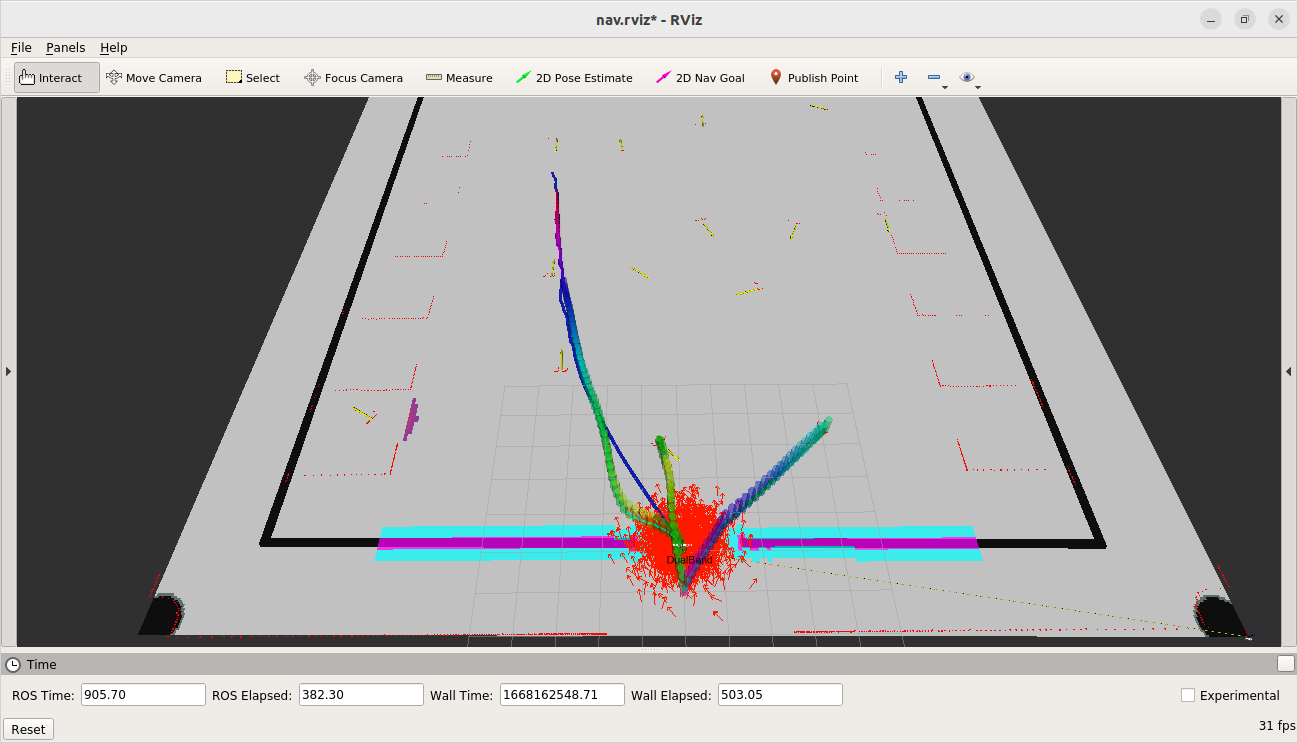 nav.rviz* - RViz
File Panels Help
Interact Move Camera Select Focus Camera Measure 2D Pose Estimate 2D Nav Goal Publish Point
DualBand
Time
ROS Time: 905.70 ROS Elapsed: 382.30 Wall Time: 1668162548.71 Wall Elapsed: 503.05 Experimental
Reset 31 fps